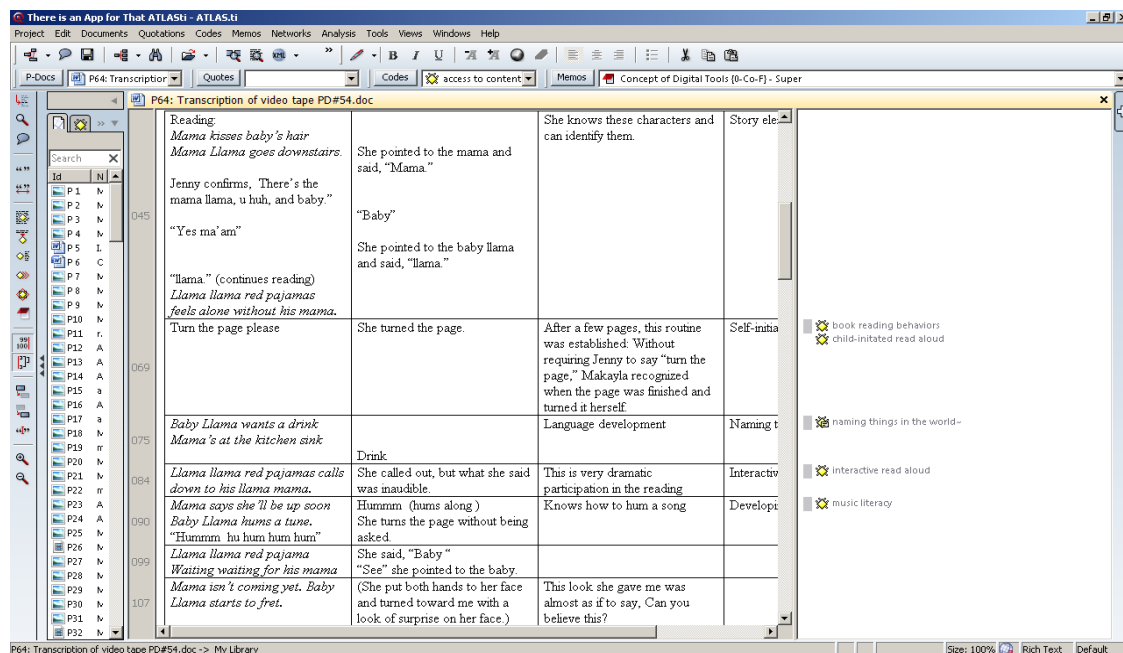 There is an App for That ATLASti - ATLAS.ti
Project Edit Documents Quotations Codes Memos Networks Analysis Tools Views Windows Help
B I U A A
P-Docs P64: Transcription Quotes Codes access to content Memos Concept of Digital Tools {0-Co-F} - Super
P64: Transcription of video tape PD#54.doc
Search
Id N
P 1
P 2
P 3
P 4
P 5
P 6 C
P 7
P 8
P 9
P10
P11 r.
P12 A
P13 A
P14 A
P15 a
P16 A
P17 a
P18
P19
P20
P21
P22
P23 A
P24 A
P25
P26
P27
P28
P29
P30
P31
P32
045
Reading:
Mama kisses baby's hair
Mama Llama goes downstairs.
Jenny confirms, There's the
mama llama, u huh, and baby."
"Yes ma'am"
"llama." (continues reading)
Llama llama red pajamas
feels alone without his mama.
She pointed to the mama and
said, "Mama."
"Baby"
She pointed to the baby llama
and said, "llama."
She knows these characters and
can identify them.
Story ele
069
Turn the page please
She turned the page.
After a few pages, this routine
was established: Without
requiring Jenny to say "turn the
page," Makayla recognized
when the page was finished and
turned it herself.
Self-initia
book reading behaviors
child-initated read aloud
075
Baby Llama wants a drink
Mama's at the kitchen sink
Drink
Language development
Naming t
naming things in the world~
084
Llama llama red pajamas calls
down to his llama mama.
She called out, but what she said
was inaudible.
This is very dramatic
participation in the reading
Interactiv
interactive read aloud
090
Mama says she'll be up soon
Baby Llama hums a tune.
"Hummm hu hum hum hum"
Hummm (hums along )
She turns the page without being
asked.
Knows how to hum a song
Developi
music literacy
099
Llama llama red pajama
Waiting waiting for his mama
She said, "Baby "
"See" she pointed to the baby.
107
Mama isn't coming yet. Baby
Llama starts to fret.
(She put both hands to her face
and turned toward me with a
look of surprise on her face.)
This look she gave me was
almost as if to say, Can you
believe this?
P64: Transcription of video tape PD#54.doc -> My Library
Size: 100% Rich Text Default